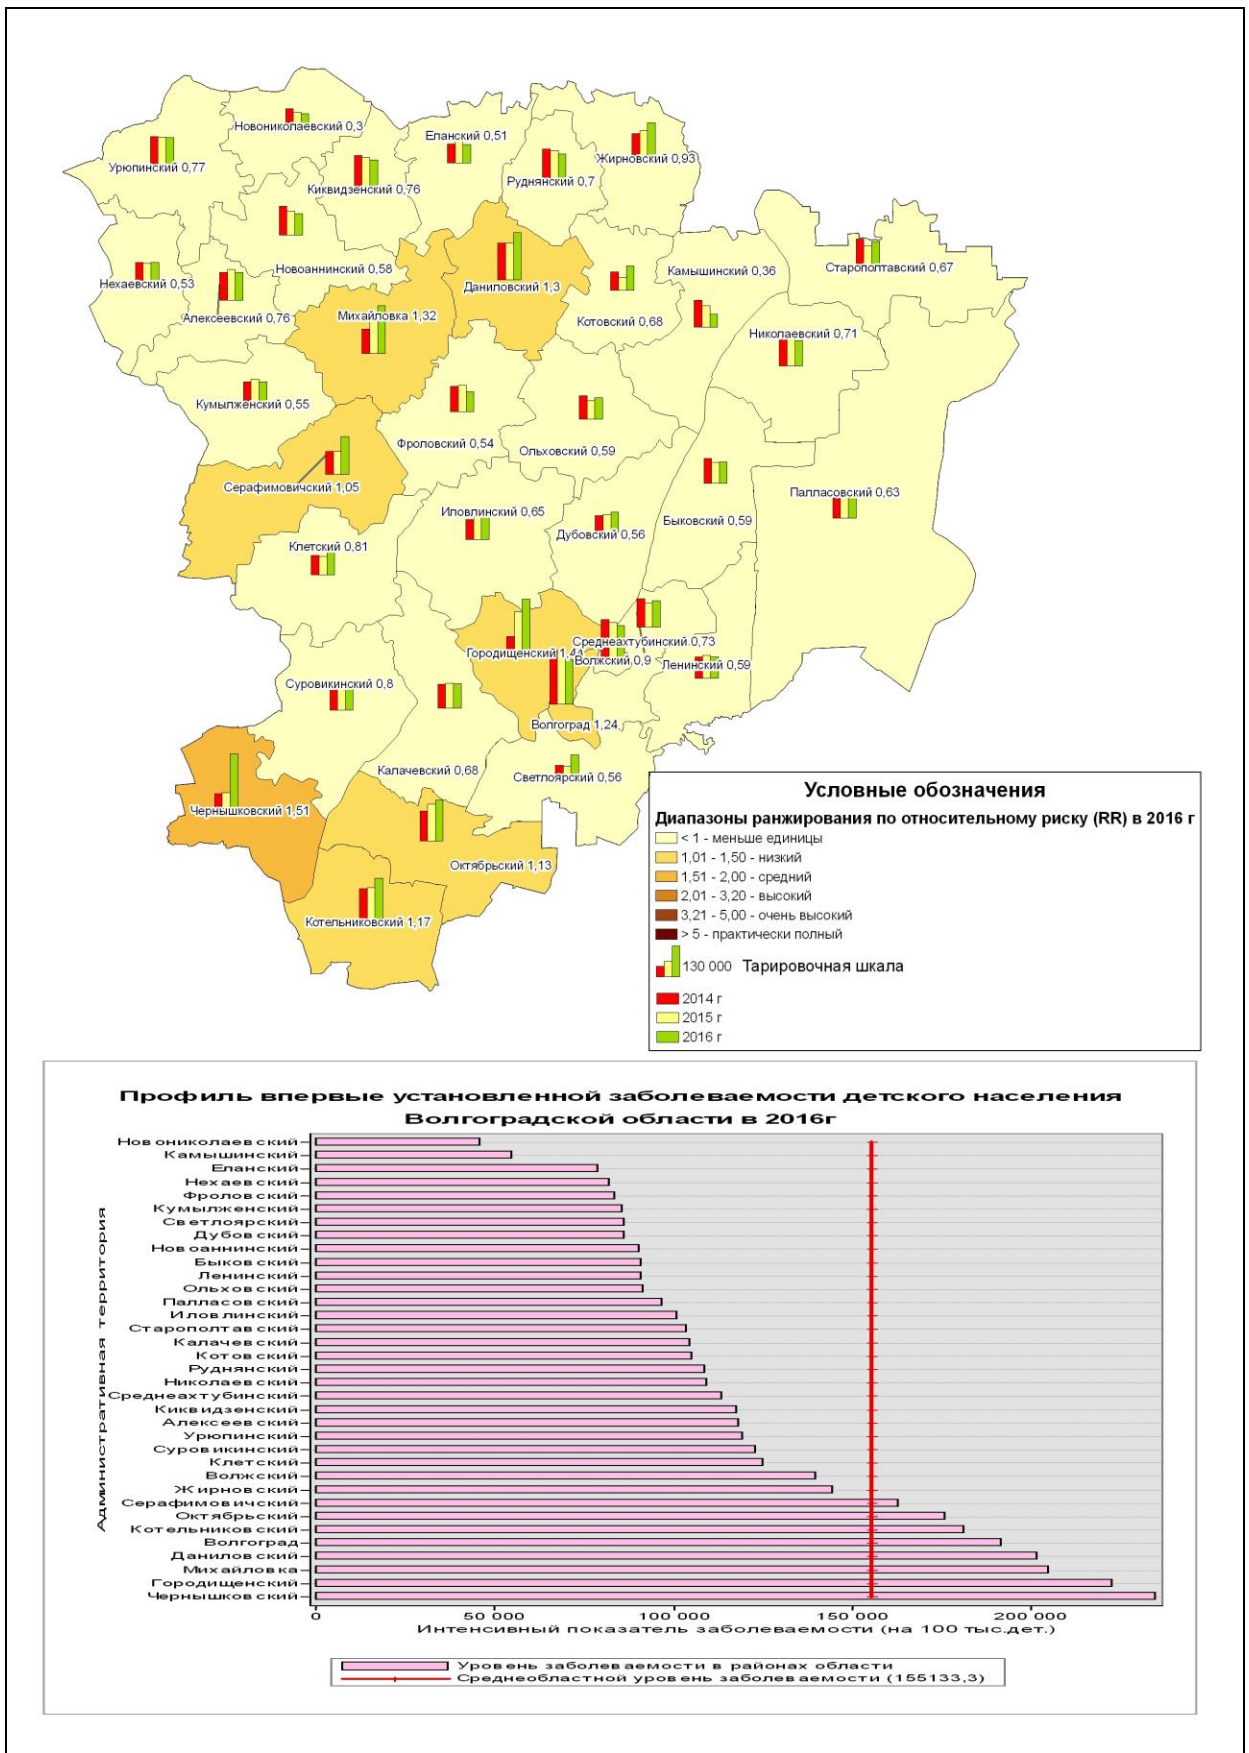 Новониколаевский 0,3
Еланский 0,51
Урюпинский 0,77
Киквидзенский 0,76
Руднянский 0,7
Жирновский 0,93
Новоаннинский 0,58
Нехаевский 0,53
Алексеевский 0,76
Михайловка 1,32
Даниловский 1,3
Котовский 0,68
Камышинский 0,36
Старополтавский 0,67
Николаевский 0,71
Кумылженский 0,55
Фроловский 0,54
Ольховский 0,59
Серафимовичский 1,05
Иловлинский 0,65
Дубовский 0,56
Быковский 0,59
Палласовский 0,63
Клетский 0,81
Среднеахтубинский 0,73
Городищенский
Волжский 0,9
Ленинский 0,59
Суровикинский 0,8
Волгоград 1,24
Калачевский 0,68
Светлоярский 0,56
Чернышковский 1,51
Октябрьский 1,13
Котельниковский 1,17
Условные обозначения
Диапазоны ранжирования по относительному риску (RR) в 2016 г
< 1 - меньше единицы
1,01 - 1,50 - низкий
1,51 - 2,00 - средний
2,01 - 3,20 - высокий
3,21 - 5,00 - очень высокий
> 5 - практически полный
130 000 Тарировочная шкала
2014 г
2015 г
2016 г
Профиль впервые установленной заболеваемости детского населения
Волгоградской области в 2016г
Административная территория
Новониколаевский
Камышинский
Еланский
Нехаевский
Фроловский
Кумылженский
Светлоярский
Дубовский
Новоаннинский
Быковский
Ленинский
Ольховский
Палласовский
Иловлинский
Старополтавский
Калачевский
Котовский
Руднянский
Николаевский
Среднеахтубинский
Киквидзенский
Алексеевский
Урюпинский
Суровикинский
Клетский
Волжский
Жирновский
Серафимовичский
Октябрьский
Котельниковский
Волгоград
Даниловский
Михайловка
Городищенский
Чернышковский
0 50 000 100 000 150 000 200 000
Интенсивный показатель заболеваемости (на 100 тыс.дет.)
Уровень заболеваемости в районах области
Среднеобластной уровень заболеваемости (155133,3)